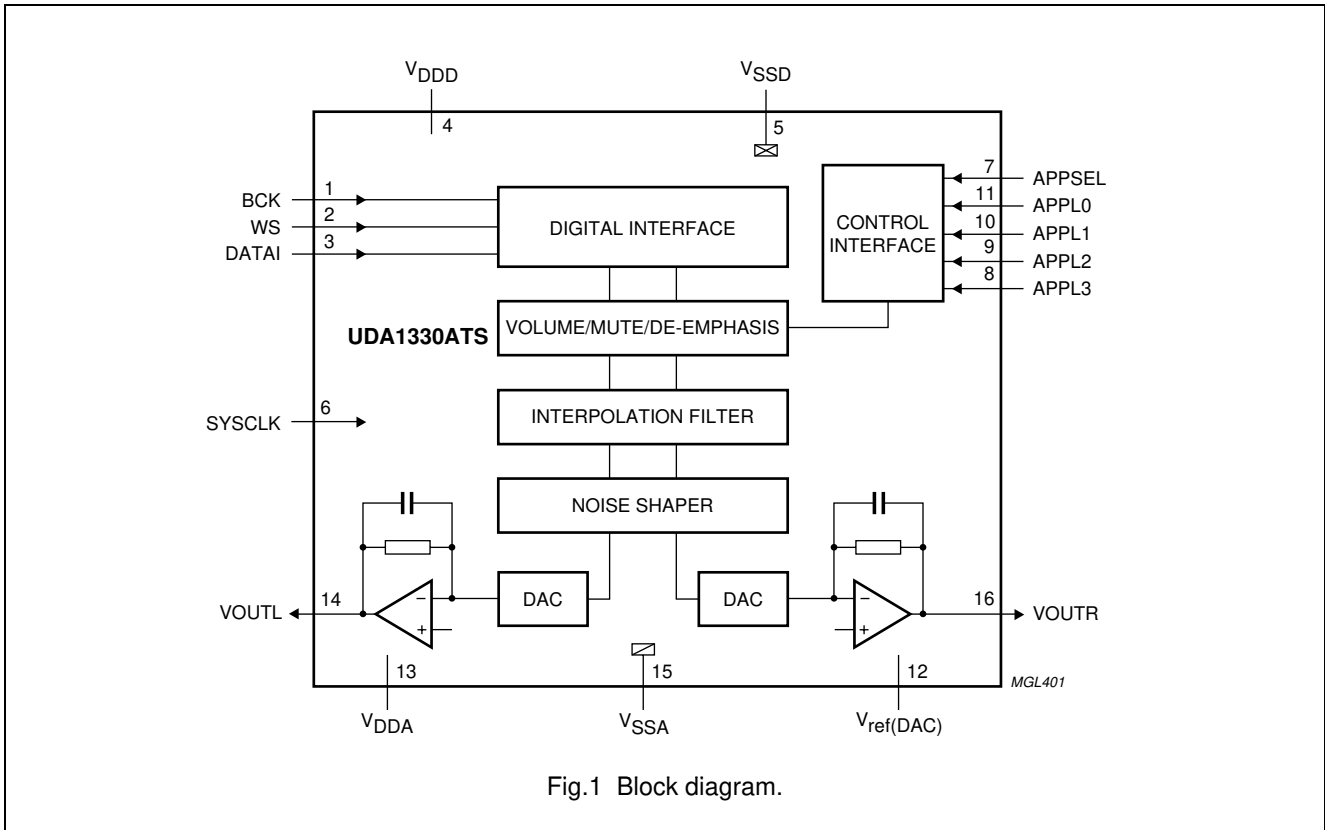 VDDD
VSSD
4
5
7
APPSEL
BCK
1
11
APPL0
WS
2
DIGITAL INTERFACE
CONTROL
INTERFACE
10
APPL1
DATAI
3
9
APPL2
8
APPL3
UDA1330ATS
VOLUME/MUTE/DE-EMPHASIS
SYSCLK
6
INTERPOLATION FILTER
NOISE SHAPER
VOUTL
14
−
+
DAC
DAC
−
+
16
VOUTR
13
15
12
MGL401
VDDA
VSSA
Vref(DAC)
Fig.1 Block diagram.